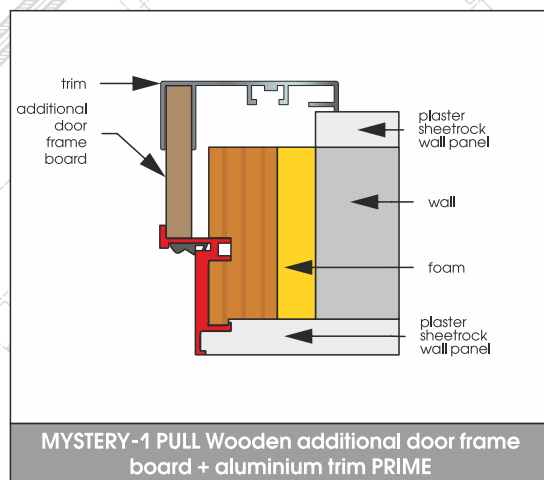 trim
additional
door
frame
board
plaster
sheetrock
wall panel
wall
foam
plaster
sheetrock
wall panel
MYSTERY-1 PULL Wooden additional door frame
board + aluminium trim PRIME